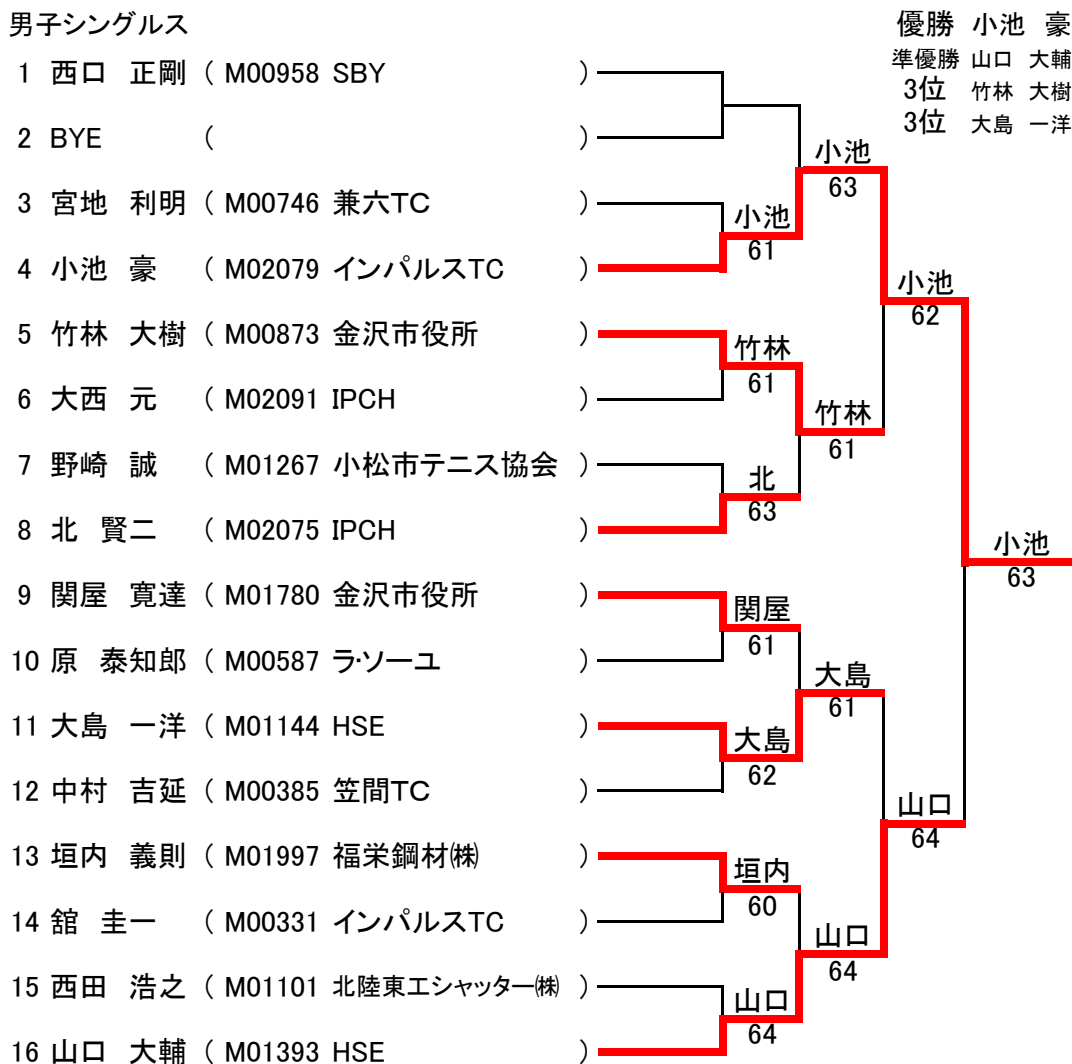 男子シングルス
優勝 小池 豪
準優勝 山口 大輔
3位 竹林 大樹
3位 大島 一洋
1 西口 正剛 ( M00958 SBY )
2 BYE ( )
小池
63
3 宮地 利明 ( M00746 兼六TC )
小池
61
4 小池 豪 ( M02079 インパルスTC )
小池
62
5 竹林 大樹 ( M00873 金沢市役所 )
竹林
61
6 大西 元 ( M02091 IPCH )
竹林
61
7 野崎 誠 ( M01267 小松市テニス協会 )
北
63
8 北 賢二 ( M02075 IPCH )
小池
63
9 関屋 寛達 ( M01780 金沢市役所 )
関屋
61
10 原 泰知郎 ( M00587 ラ・ソーユ )
大島
61
11 大島 一洋 ( M01144 HSE )
大島
62
12 中村 吉延 ( M00385 笠間TC )
山口
64
13 垣内 義則 ( M01997 福栄鋼材㈱ )
垣内
60
14 舘 圭一 ( M00331 インパルスTC )
山口
64
15 西田 浩之 ( M01101 北陸東エシャッター㈱ )
山口
64
16 山口 大輔 ( M01393 HSE )